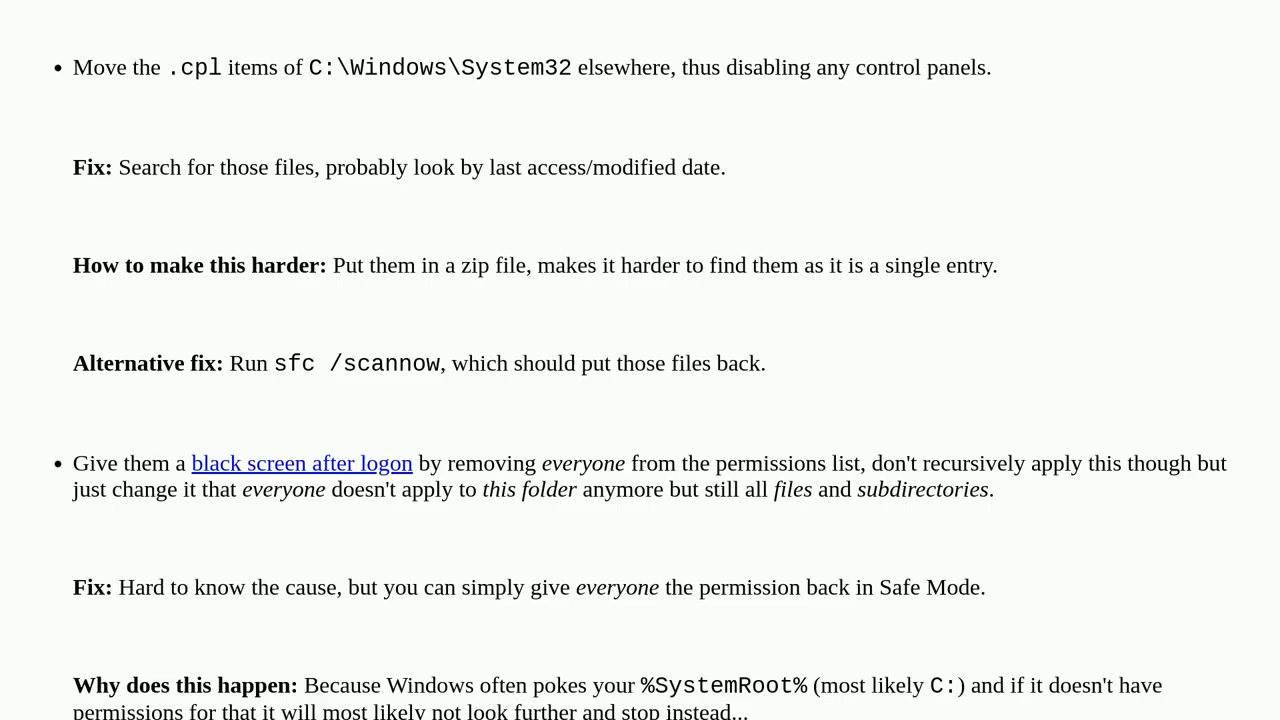 • Move the .cpl items of C:\Windows\System32 elsewhere, thus disabling any control panels.
Fix: Search for those files, probably look by last access/modified date.
How to make this harder: Put them in a zip file, makes it harder to find them as it is a single entry.
Alternative fix: Run sfc /scannow, which should put those files back.
• Give them a black screen after logon by removing everyone from the permissions list, don't recursively apply this though but
just change it that everyone doesn't apply to this folder anymore but still all files and subdirectories.
Fix: Hard to know the cause, but you can simply give everyone the permission back in Safe Mode.
Why does this happen: Because Windows often pokes your %SystemRoot% (most likely C:) and if it doesn't have
permissions for that it will most likely not look further and stop instead...